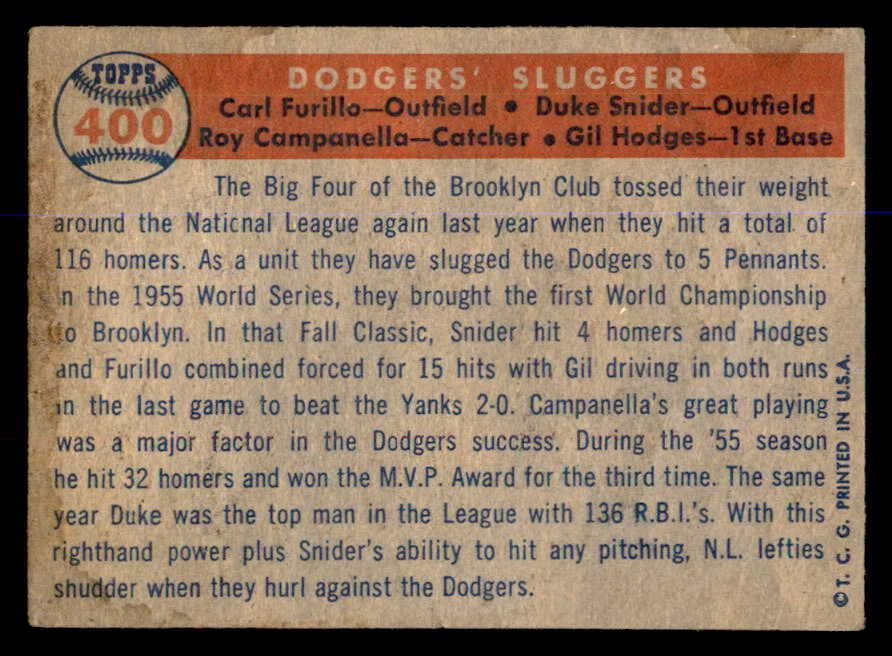 TOPPS
400
DODGERS' SLUGGERS
Carl Furillo—Outfield • Duke Snider—Outfield
Roy Campanella—Catcher • Gil Hodges—1st Base
The Big Four of the Brooklyn Club tossed their weight
around the National League again last year when they hit a total of
116 homers. As a unit they have slugged the Dodgers to 5 Pennants.
In the 1955 World Series, they brought the first World Championship
to Brooklyn. In that Fall Classic, Snider hit 4 homers and Hodges
and Furillo combined forced for 15 hits with Gil driving in both runs
in the last game to beat the Yanks 2-0. Campanella's great playing
was a major factor in the Dodgers success. During the '55 season
he hit 32 homers and won the M.V.P. Award for the third time. The same
year Duke was the top man in the League with 136 R.B.I.'s. With this
righthand power plus Snider's ability to hit any pitching, N.L. lefties
shudder when they hurl against the Dodgers.
©T. C. G. PRINTED IN U.S.A.